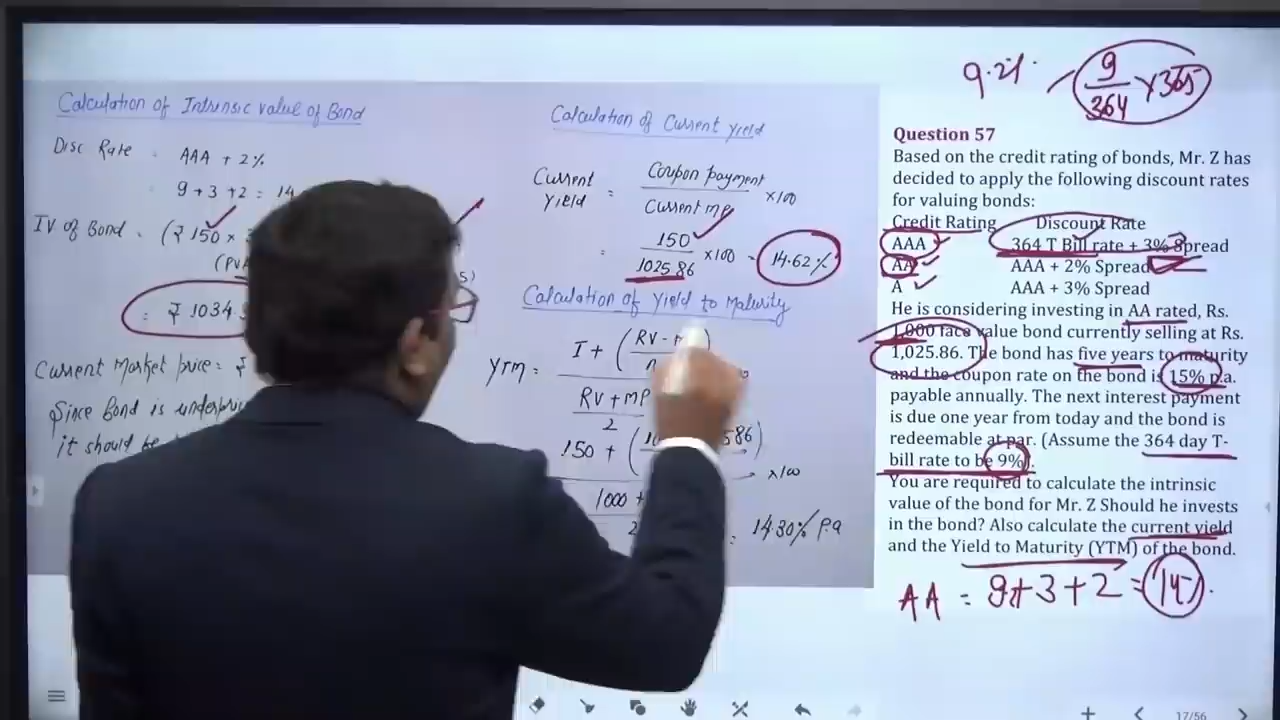 Calculation of Intrinsic value of Bond
Disc Rate = AAA + 2%
= 9 + 3 + 2 = 14
IV of Bond = (₹ 150 ×
(PVA
= ₹ 1034.
Current Market price = ₹
Since Bond is underpri
it should be
Calculation of Current yield
Current yield = Coupon payment
Current mp ×100
= 150
1025.86 ×100 = 14.62%
Calculation of Yield to Maturity
YTM = I + (RV -
n
RV + MP
2
150 + ( 86)
×100
1000 +
2
= 14.30% P.a
9.2%
9
364 × 365
Question 57
Based on the credit rating of bonds, Mr. Z has
decided to apply the following discount rates
for valuing bonds:
Credit Rating Discount Rate
AAA 364 T Bill rate + 3% Spread
AA AAA + 2% Spread
A AAA + 3% Spread
He is considering investing in AA rated, Rs.
1,000 face value bond currently selling at Rs.
1,025.86. The bond has five years to maturity
and the coupon rate on the bond is 15% p.a.
payable annually. The next interest payment
is due one year from today and the bond is
redeemable at par. (Assume the 364 day T-
bill rate to be 9%).
You are required to calculate the intrinsic
value of the bond for Mr. Z Should he invests
in the bond? Also calculate the current yield
and the Yield to Maturity (YTM) of the bond.
AA = 9+3+2 = 14%
17/56